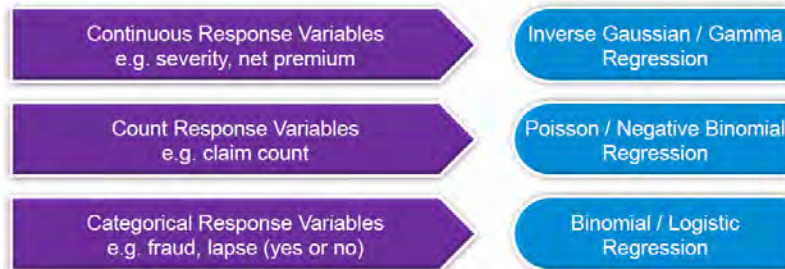 Continuous Response Variables
e.g. severity, net premium
Inverse Gaussian / Gamma
Regression
Count Response Variables
e.g. claim count
Poisson / Negative Binomial
Regression
Categorical Response Variables
e.g. fraud, lapse (yes or no)
Binomial / Logistic
Regression